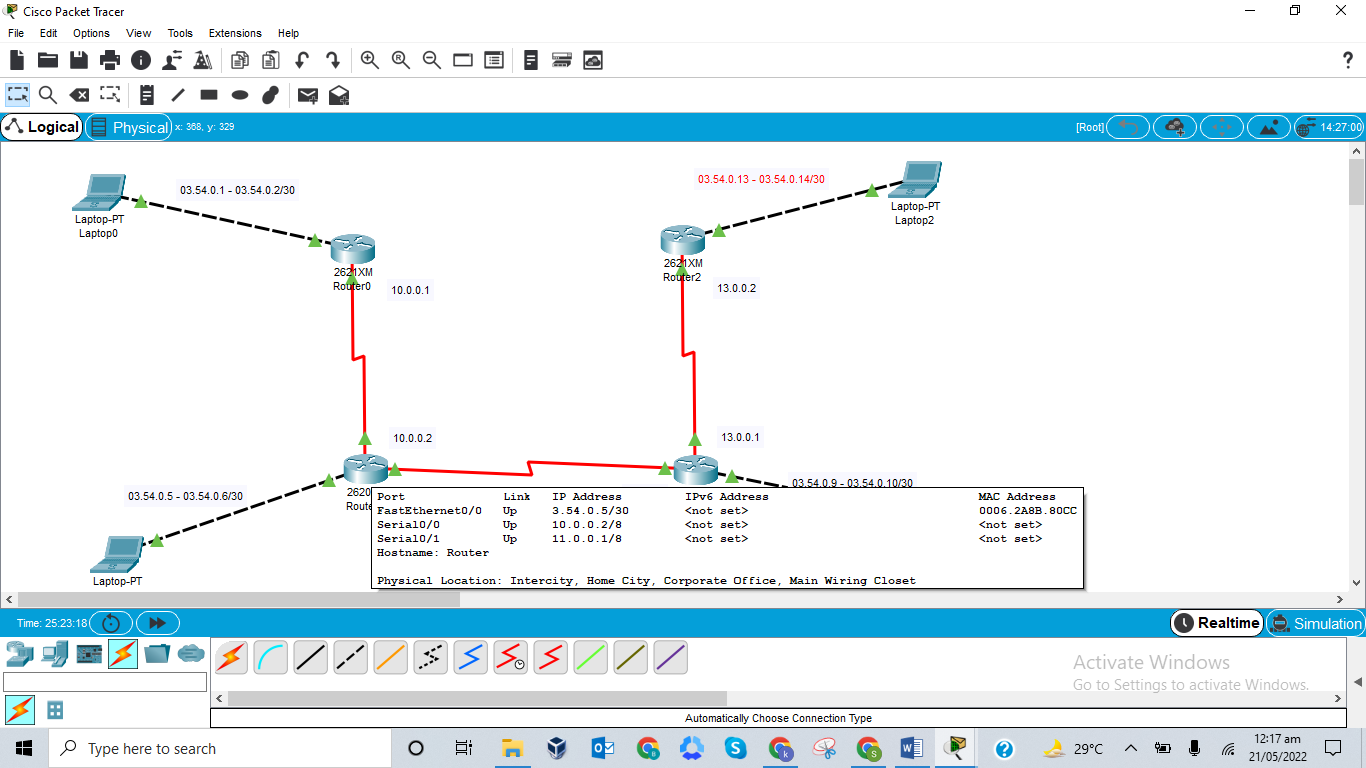 Cisco Packet Tracer
File Edit Options View Tools Extensions Help
Logical Physical x: 368, y: 329 [Root] 14:27:00
03.54.0.1 - 03.54.0.2/30
Laptop-PT
Laptop0
2621XM
Router0
10.0.0.1
03.54.0.13 - 03.54.0.14/30
Laptop-PT
Laptop2
2621XM
Router2
13.0.0.2
10.0.0.2
13.0.0.1
03.54.0.5 - 03.54.0.6/30
2620
Route
03.54.0.9 - 03.54.0.10/30
Laptop-PT
Port Link IP Address IPv6 Address MAC Address
FastEthernet0/0 Up 3.54.0.5/30 <not set> 0006.2A8B.80CC
Serial0/0 Up 10.0.0.2/8 <not set> <not set>
Serial0/1 Up 11.0.0.1/8 <not set> <not set>
Hostname: Router
Physical Location: Intercity, Home City, Corporate Office, Main Wiring Closet
Time: 25:23:18 Realtime Simulation
Activate Windows
Go to Settings to activate Windows.
Automatically Choose Connection Type
Type here to search
29°C
12:17 am
21/05/2022